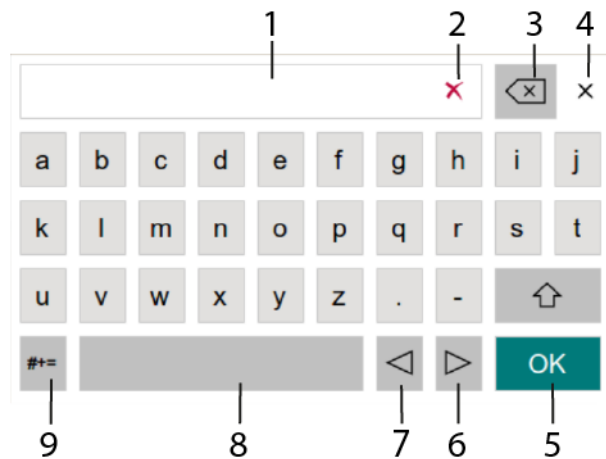 1 2 3 4
a b c d e f g h i j
k l m n o p q r s t
u v w x y z . -
#+= OK
9 8 7 6 5